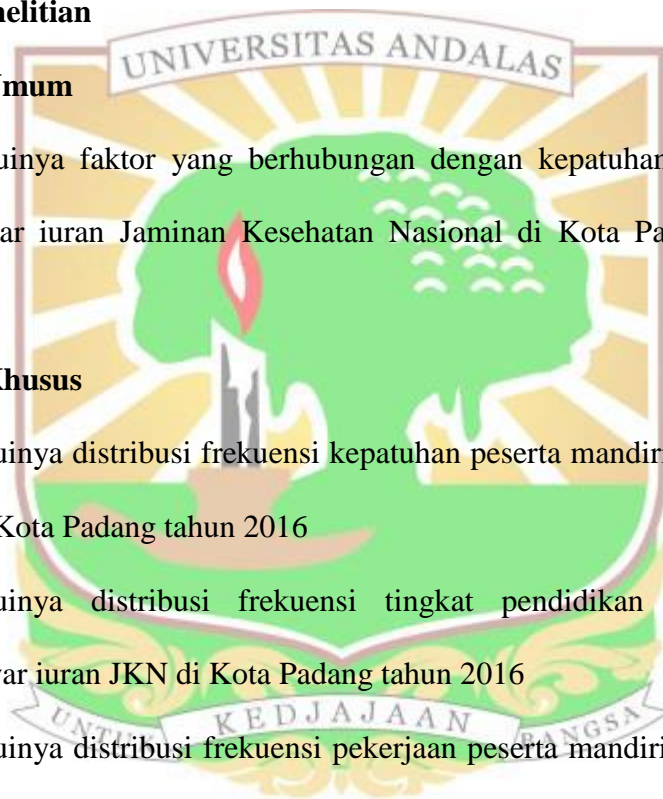 nelitian
UNIVERSITAS ANDALAS
Umum
uinya faktor yang berhubungan dengan kepatuhan
ar iuran Jaminan Kesehatan Nasional di Kota Pa
Khusus
uinya distribusi frekuensi kepatuhan peserta mandiri
Kota Padang tahun 2016
uinya distribusi frekuensi tingkat pendidikan
ar iuran JKN di Kota Padang tahun 2016
UNTUK KEDJAJAAN BANGSA
uinya distribusi frekuensi pekerjaan peserta mandiri